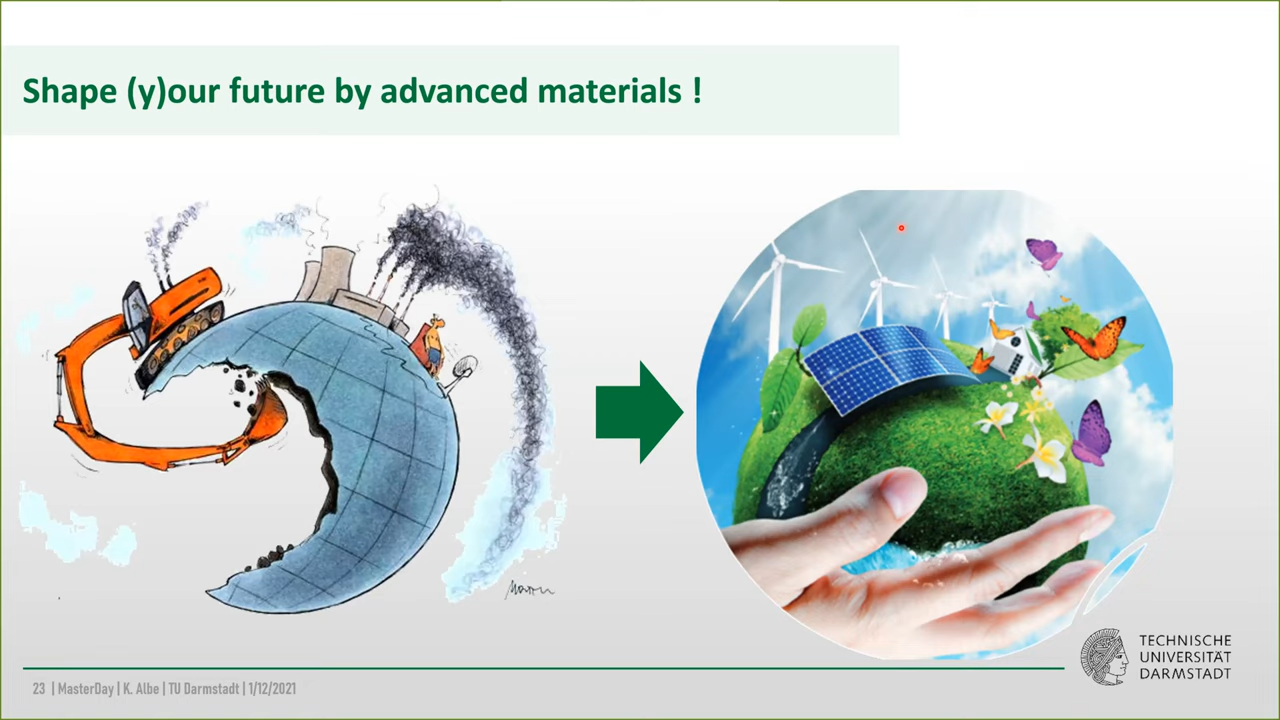 Shape (y)our future by advanced materials !
TECHNISCHE
UNIVERSITÄT
DARMSTADT
23 | MasterDay | K. Albe | TU Darmstadt | 1/12/2021